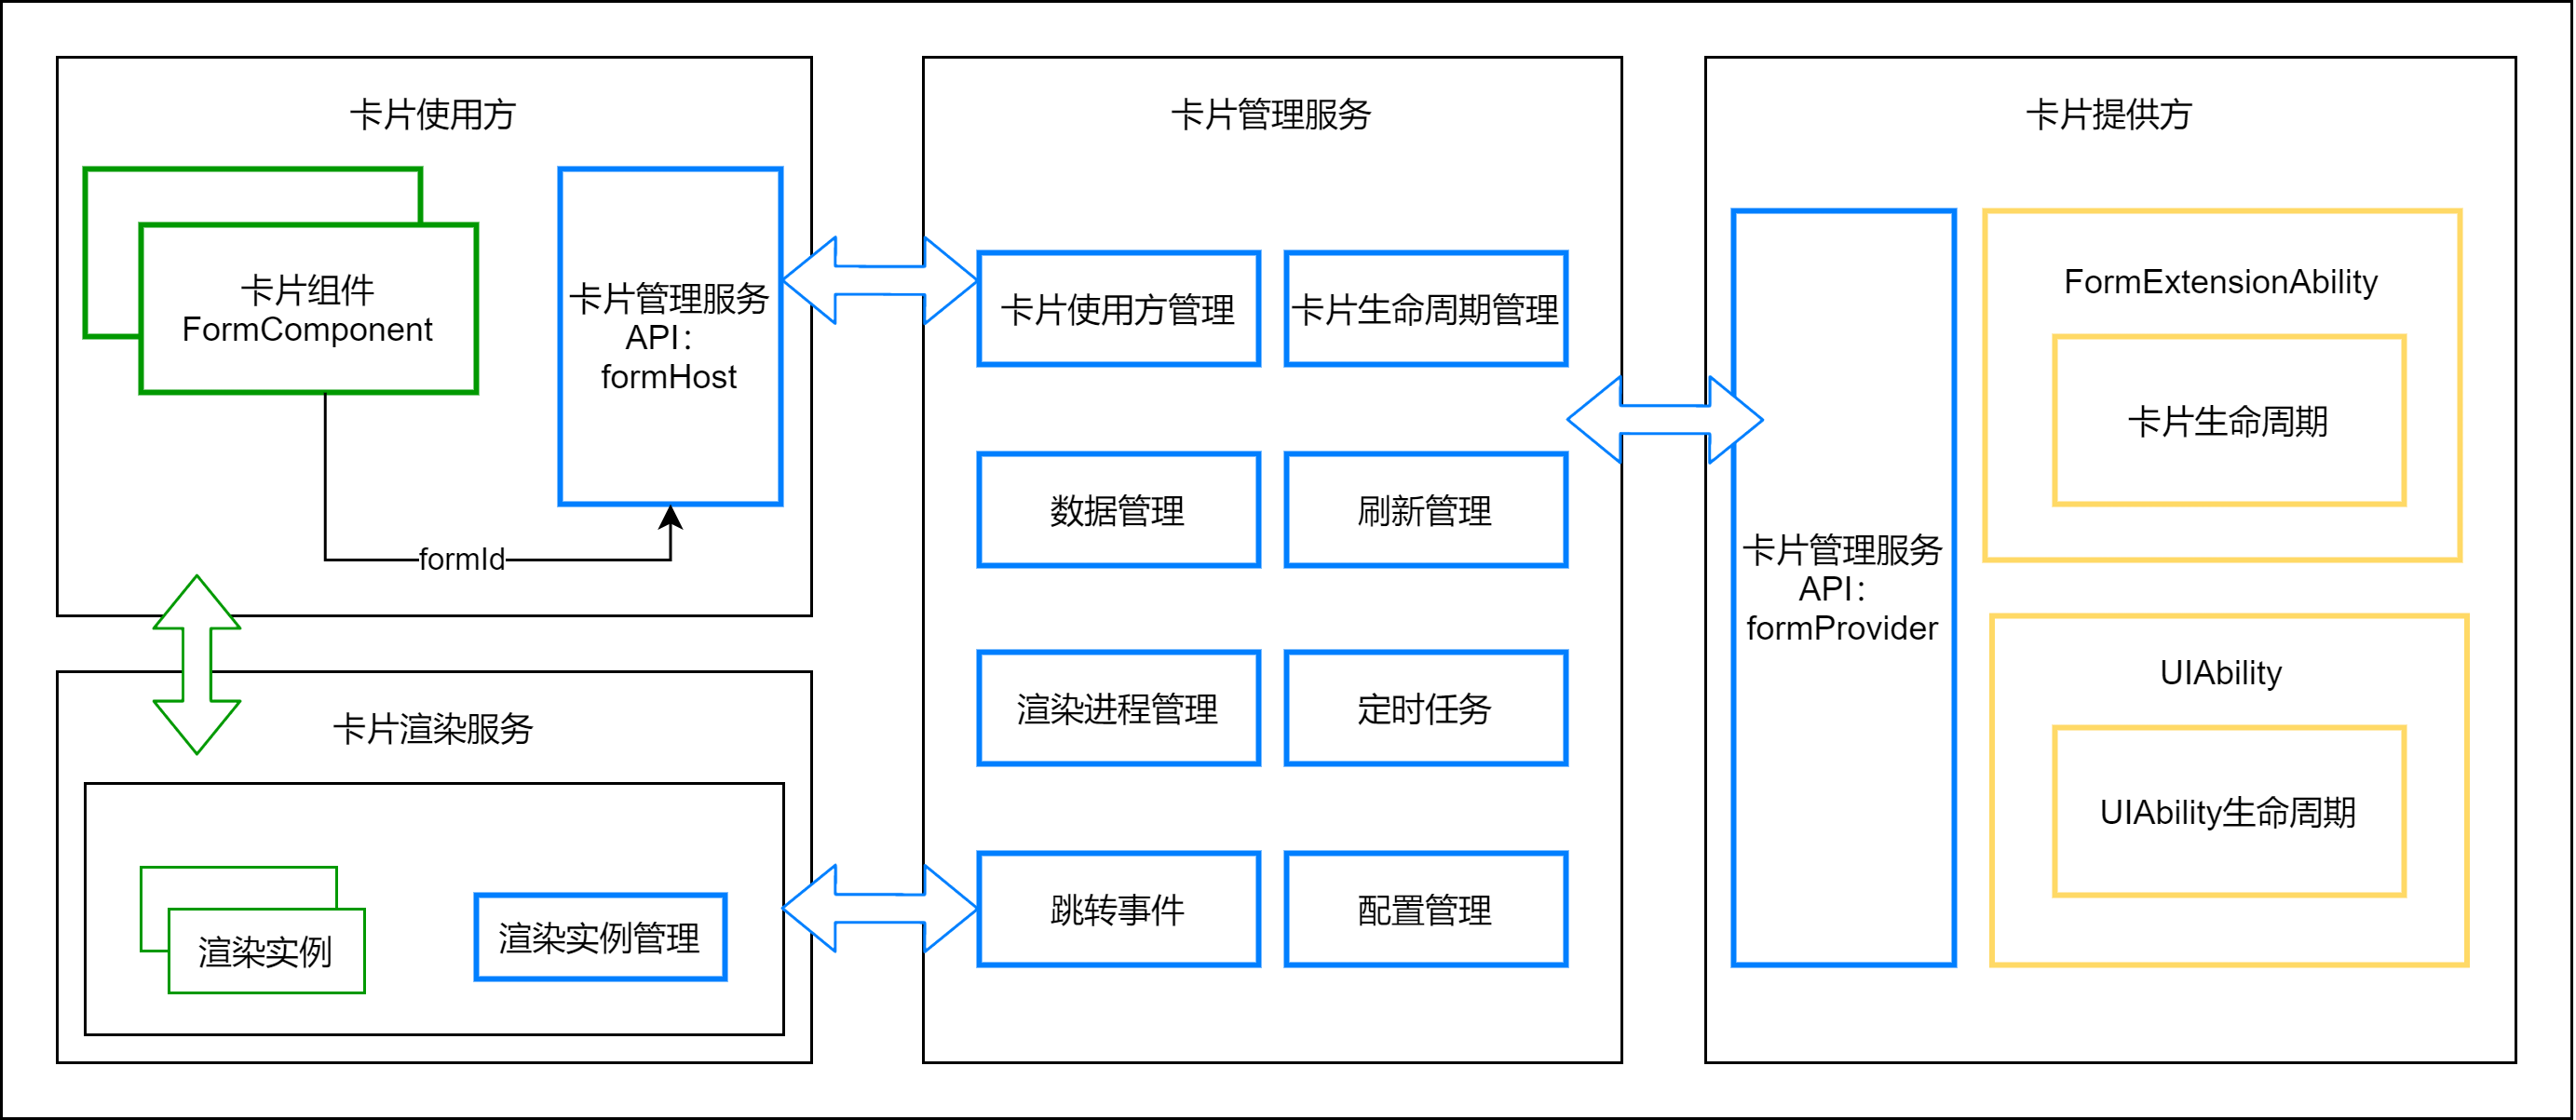 卡片使用方
卡片组件
FormComponent
卡片管理服务
API：
formHost
formId
卡片渲染服务
渲染实例
渲染实例管理
卡片管理服务
卡片使用方管理
卡片生命周期管理
数据管理
刷新管理
渲染进程管理
定时任务
跳转事件
配置管理
卡片提供方
卡片管理服务
API：
formProvider
FormExtensionAbility
卡片生命周期
UIAbility
UIAbility生命周期